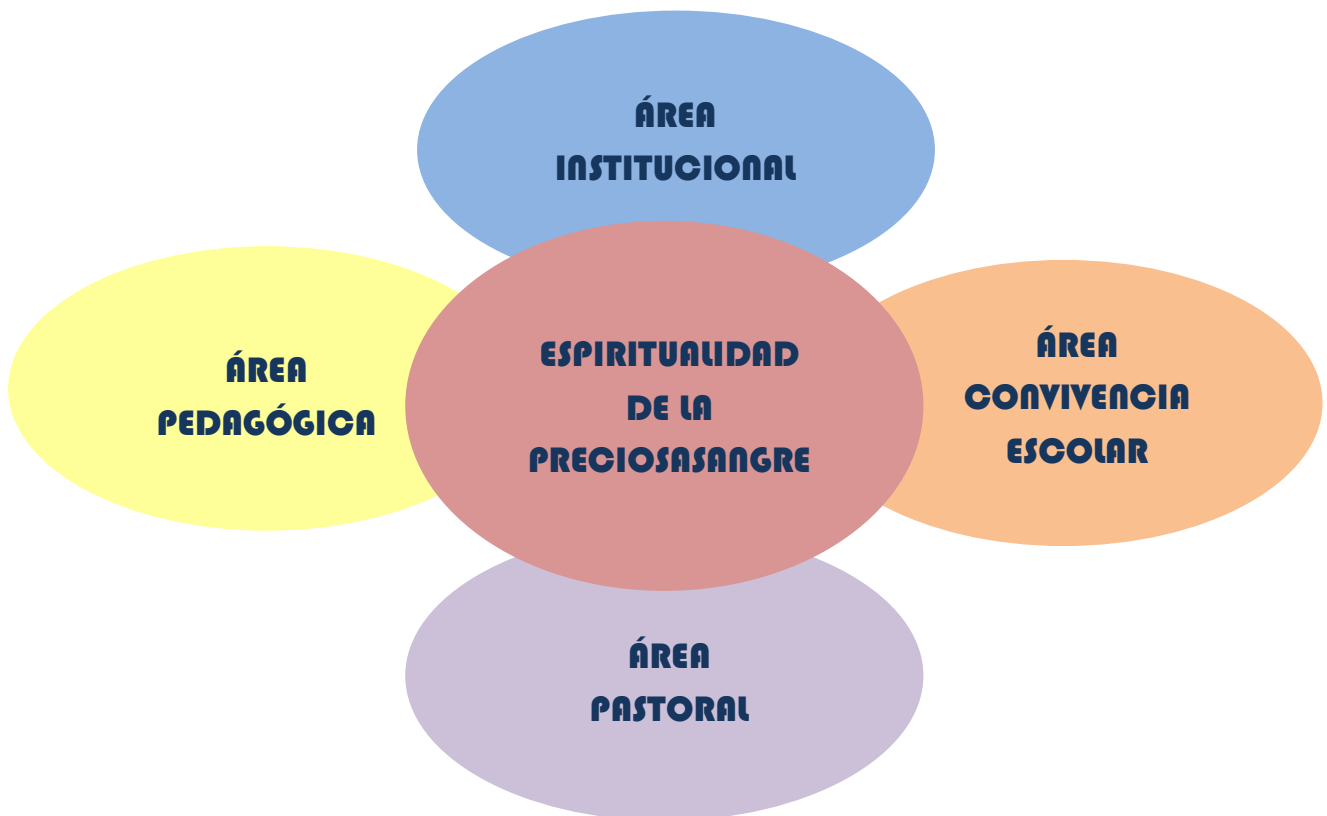 ÁREA
INSTITUCIONAL
ÁREA
PEDAGÓGICA
ESPIRITUALIDAD
DE LA
PRECIOSASANGRE
ÁREA
CONVIVENCIA
ESCOLAR
ÁREA
PASTORAL